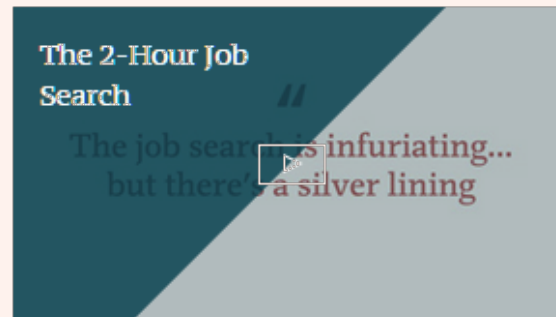 The 2-Hour Job
Search
“
The job search is infuriating...
but there's a silver lining